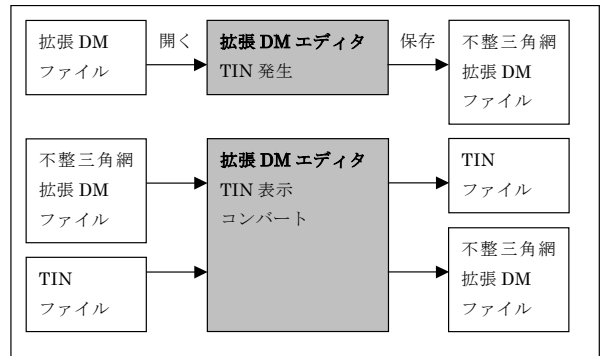 拡張 DM
ファイル
開く
拡張 DM エディタ
TIN 発生
保存
不整三角網
拡張 DM
ファイル
不整三角網
拡張 DM
ファイル
TIN
ファイル
拡張 DM エディタ
TIN 表示
コンバート
TIN
ファイル
不整三角網
拡張 DM
ファイル